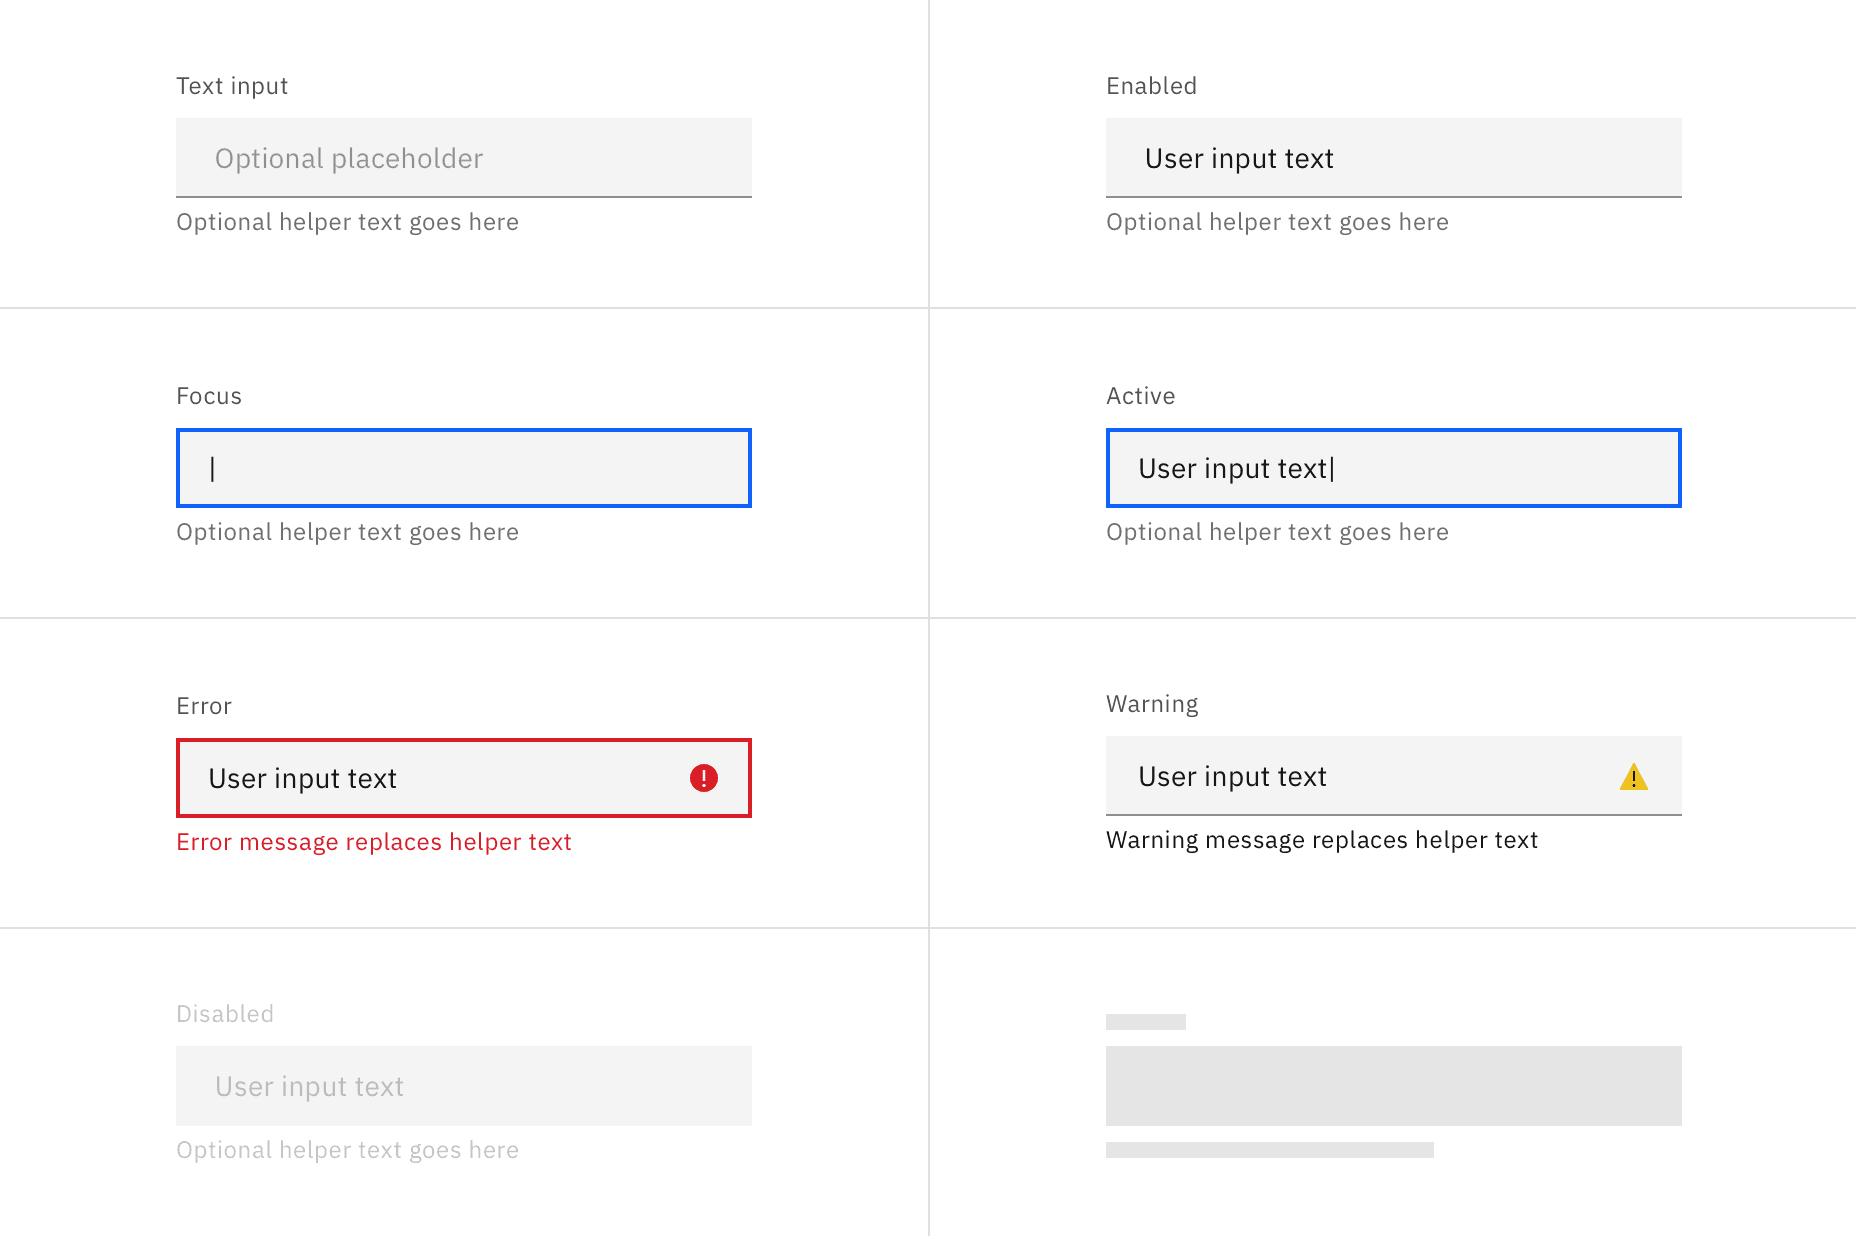 Text input
Optional placeholder
Optional helper text goes here
Enabled
User input text
Optional helper text goes here
Focus
Optional helper text goes here
Active
User input text
Optional helper text goes here
Error
User input text
Error message replaces helper text
Warning
User input text
Warning message replaces helper text
Disabled
User input text
Optional helper text goes here